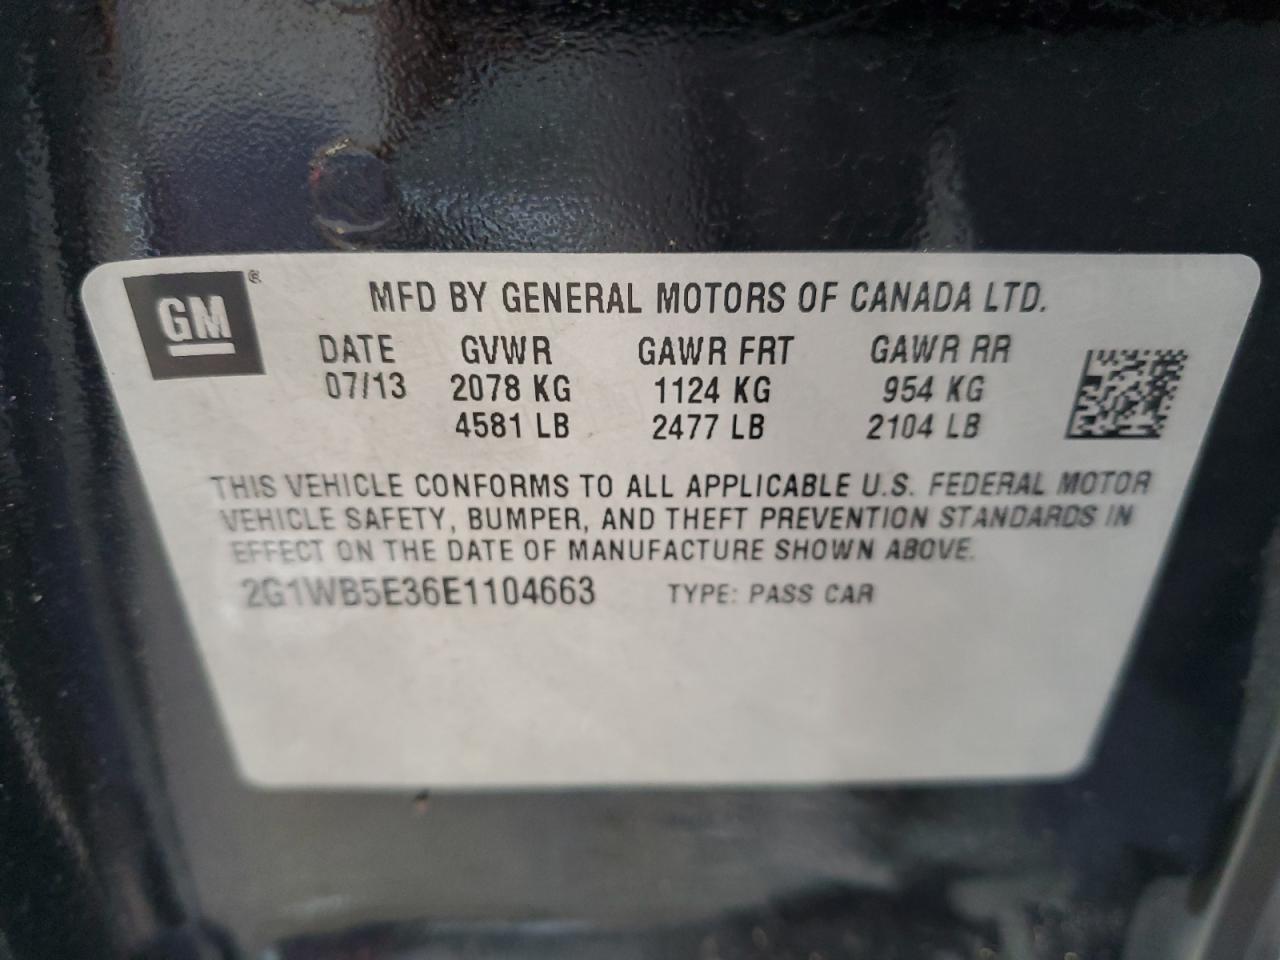 GM ®
MFD BY GENERAL MOTORS OF CANADA LTD.
DATE GVWR GAWR FRT GAWR RR
07/13 2078 KG 1124 KG 954 KG
4581 LB 2477 LB 2104 LB
THIS VEHICLE CONFORMS TO ALL APPLICABLE U.S. FEDERAL MOTOR
VEHICLE SAFETY, BUMPER, AND THEFT PREVENTION STANDARDS IN
EFFECT ON THE DATE OF MANUFACTURE SHOWN ABOVE.
2G1WB5E36E1104663 TYPE: PASS CAR